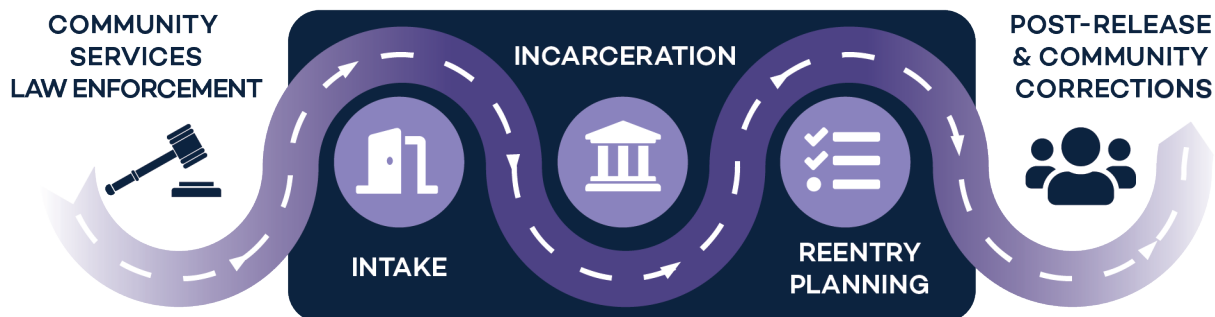 COMMUNITY
SERVICES
LAW ENFORCEMENT
INTAKE
INCARCERATION
REENTRY
PLANNING
POST-RELEASE
& COMMUNITY
CORRECTIONS